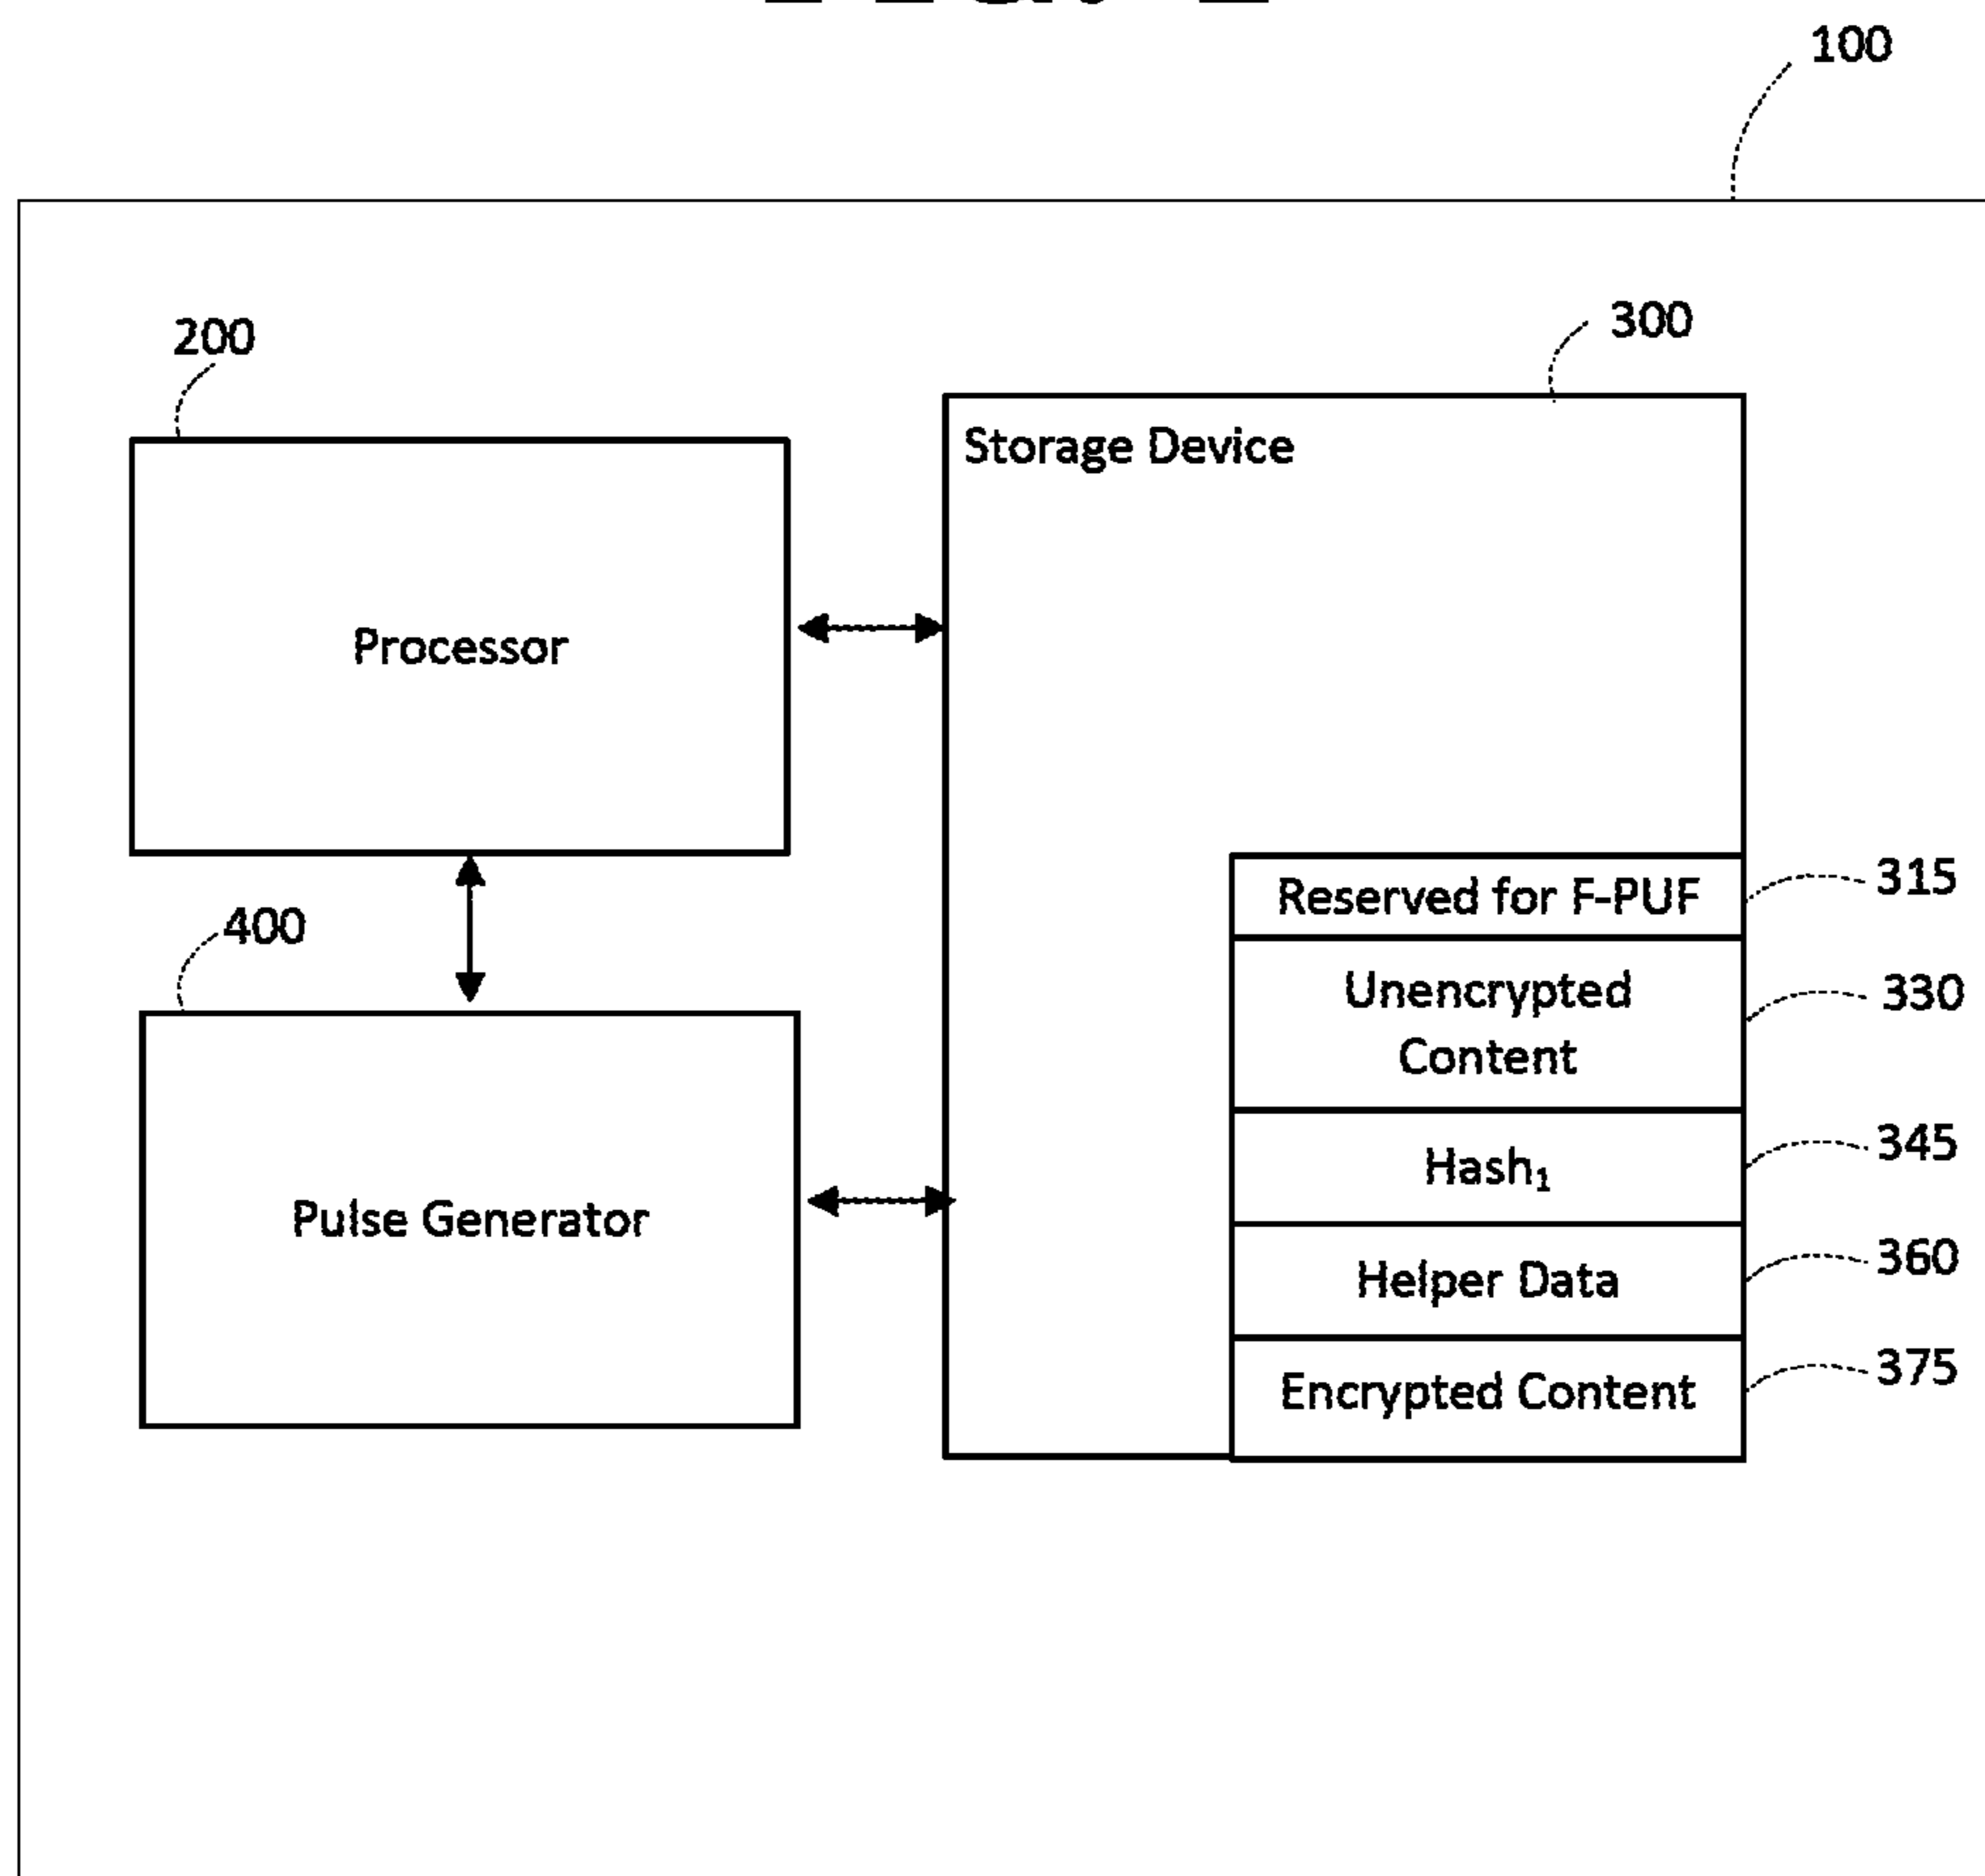 100
200
300
Storage Device
Processor
Reserved for F-PUF
315
400
Unencrypted
Content
330
Hash₁
345
Pulse Generator
Helper Data
360
Encrypted Content
375